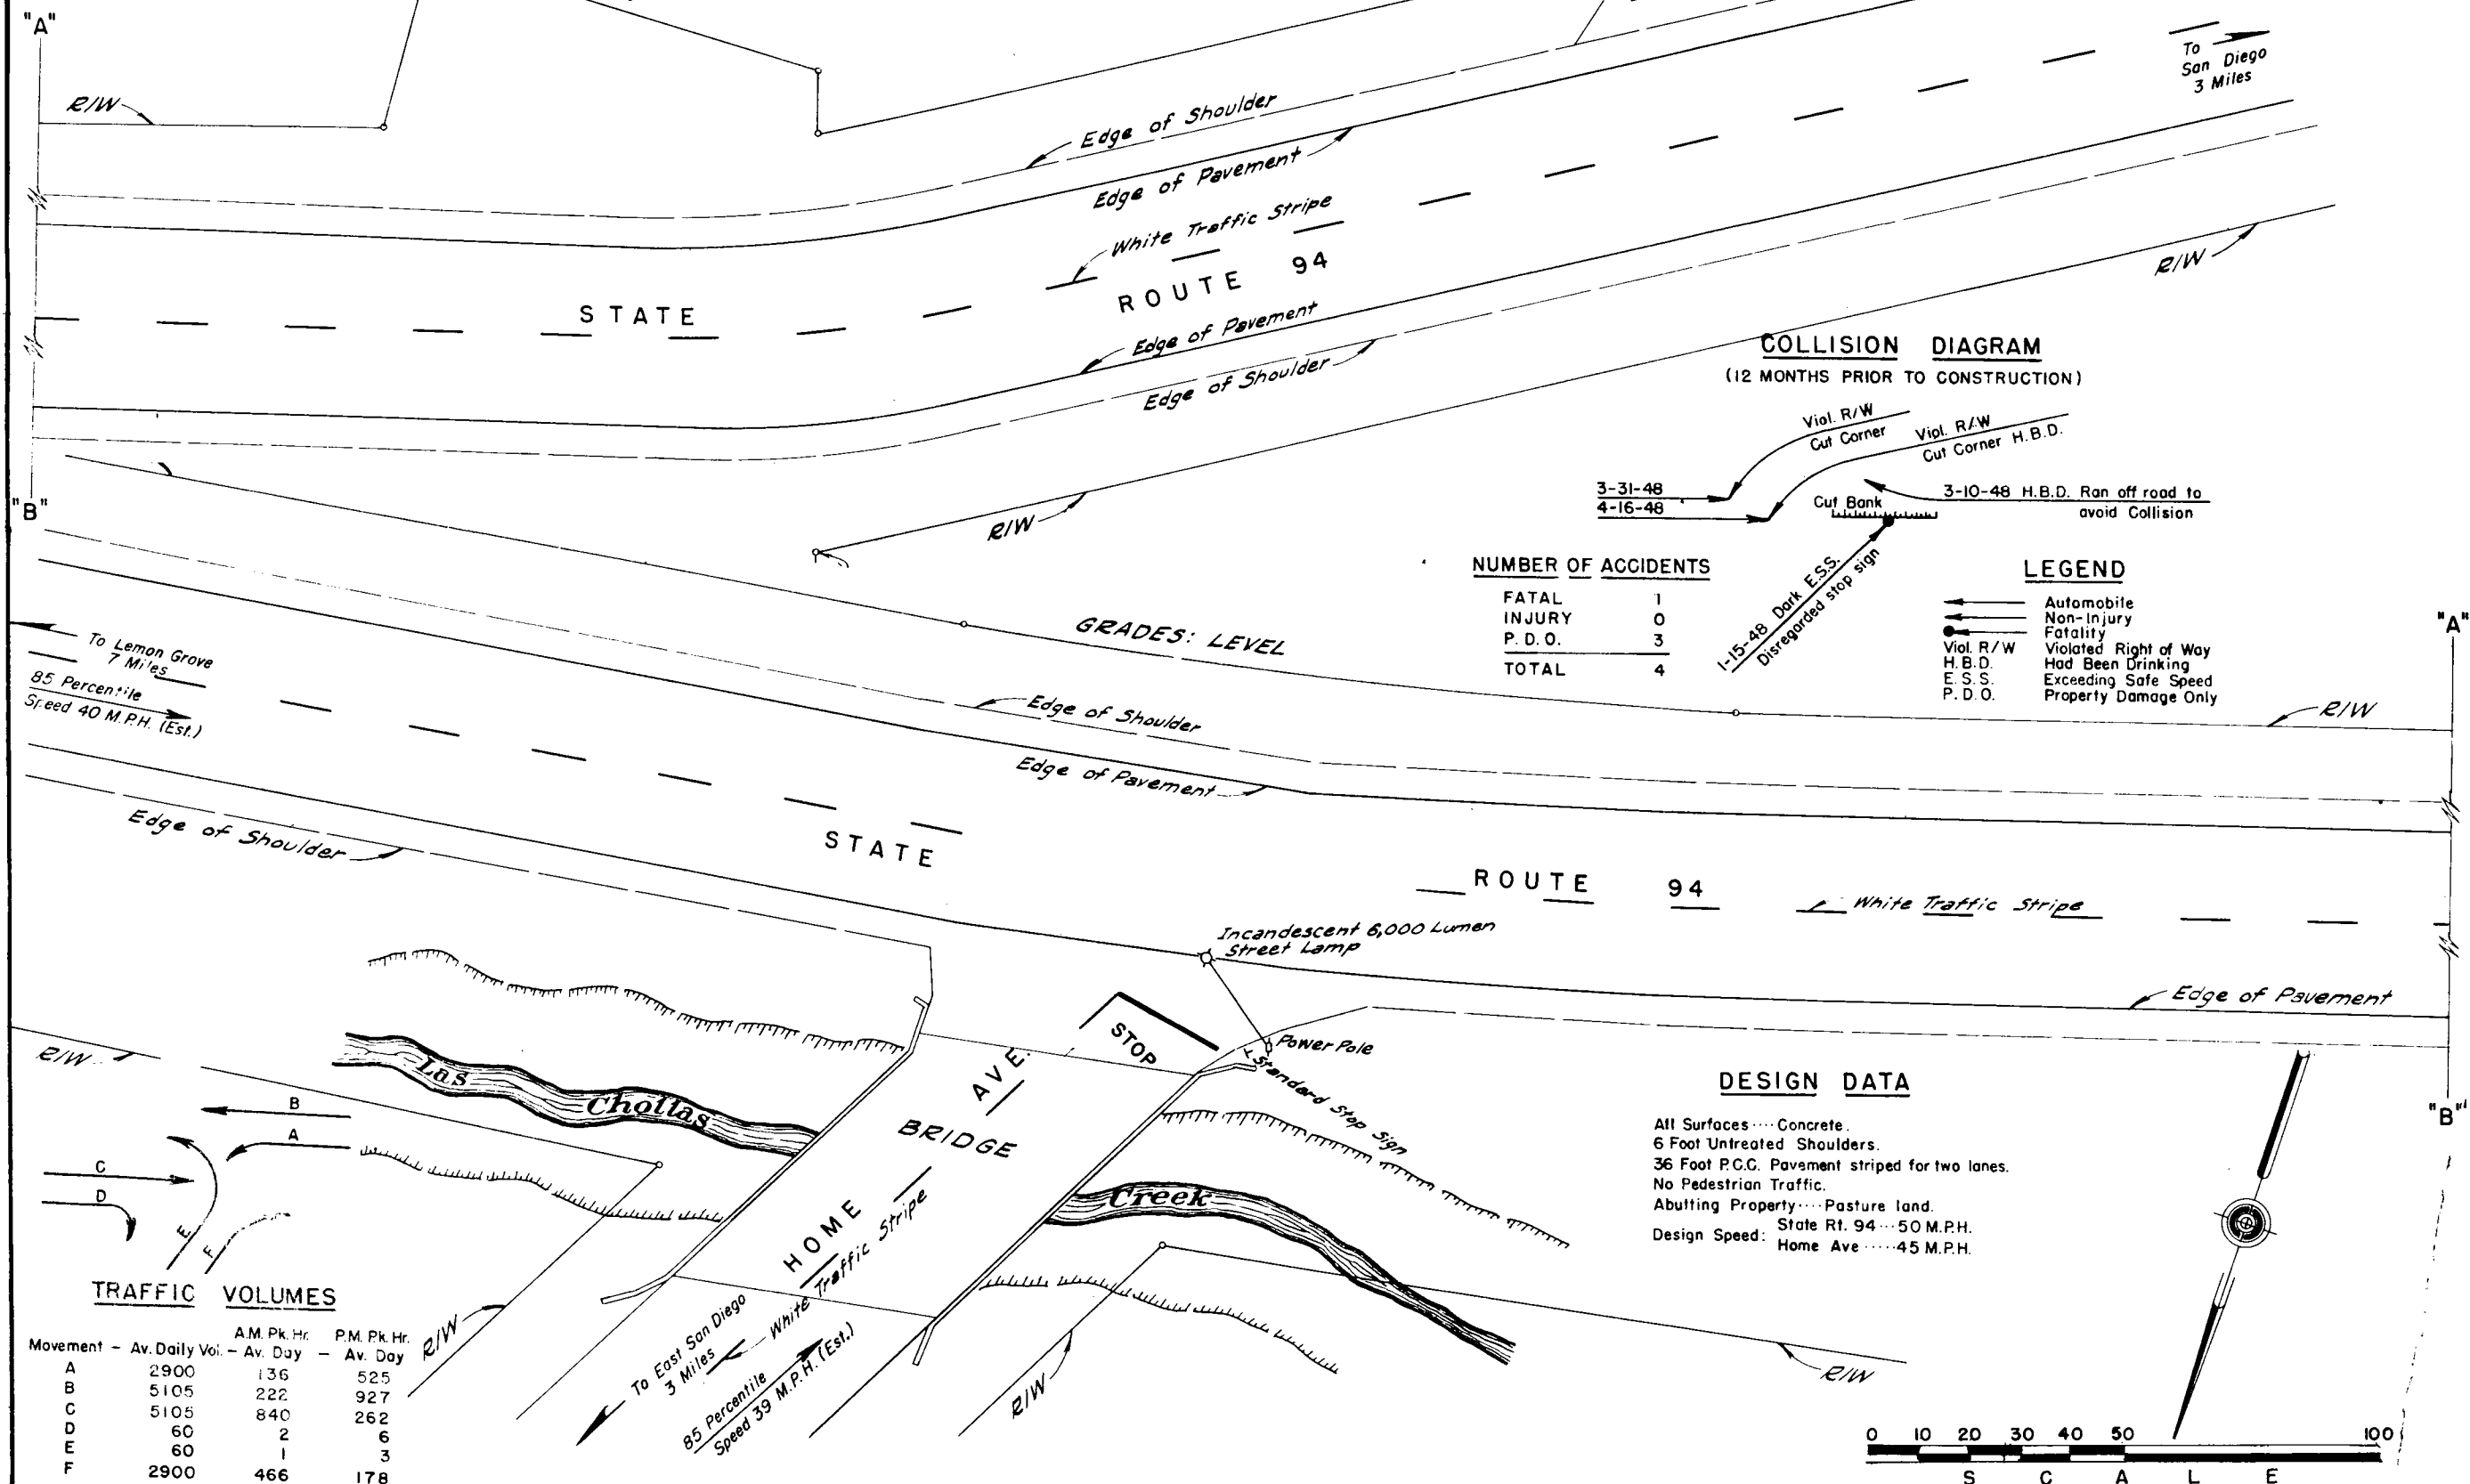 "A"
R/W
To
San Diego
3 Miles
Edge of Shoulder
Edge of Pavement
White Traffic Stripe
STATE ROUTE 94
Edge of Pavement
Edge of Shoulder
R/W
"B"
R/W
COLLISION DIAGRAM
(12 MONTHS PRIOR TO CONSTRUCTION)
Viol. R/W
Cut Corner
Viol. R/W
Cut Corner H.B.D.
3-31-48
4-16-48
Cut Bank
3-10-48 H.B.D. Ran off road to
avoid Collision
1-15-48 Dark E.S.S.
Disregarded stop sign
NUMBER OF ACCIDENTS
FATAL 1
INJURY 0
P.D.O. 3
TOTAL 4
LEGEND
Automobile
Non-Injury
Fatality
Viol. R/W Violated Right of Way
H.B.D. Had Been Drinking
E.S.S. Exceeding Safe Speed
P.D.O. Property Damage Only
"A"
R/W
GRADES: LEVEL
To Lemon Grove
7 Miles
85 Percentile
Speed 40 M.P.H. (Est.)
Edge of Shoulder
Edge of Pavement
Edge of Shoulder
STATE ROUTE 94
White Traffic Stripe
Incandescent 6,000 Lumen
Street Lamp
Edge of Pavement
STOP
Power Pole
Standard Stop Sign
R/W
Las Chollas Creek
HOME AVE.
BRIDGE
White Traffic Stripe
To East San Diego
3 Miles
85 Percentile
Speed 39 M.P.H. (Est.)
R/W
R/W
R/W
B
A
C
D
E
F
TRAFFIC VOLUMES
A.M. Pk. Hr. P.M. Pk. Hr.
Movement - Av. Daily Vol. - Av. Day - Av. Day
A 2900 136 525
B 5105 222 927
C 5105 840 262
D 60 2 6
E 60 1 3
F 2900 466 178
DESIGN DATA
All Surfaces .... Concrete.
6 Foot Untreated Shoulders.
36 Foot P.C.C. Pavement striped for two lanes.
No Pedestrian Traffic.
Abutting Property .... Pasture land.
Design Speed: State Rt. 94 ... 50 M.P.H.
Home Ave ..... 45 M.P.H.
"B"
0 10 20 30 40 50 100
SCALE